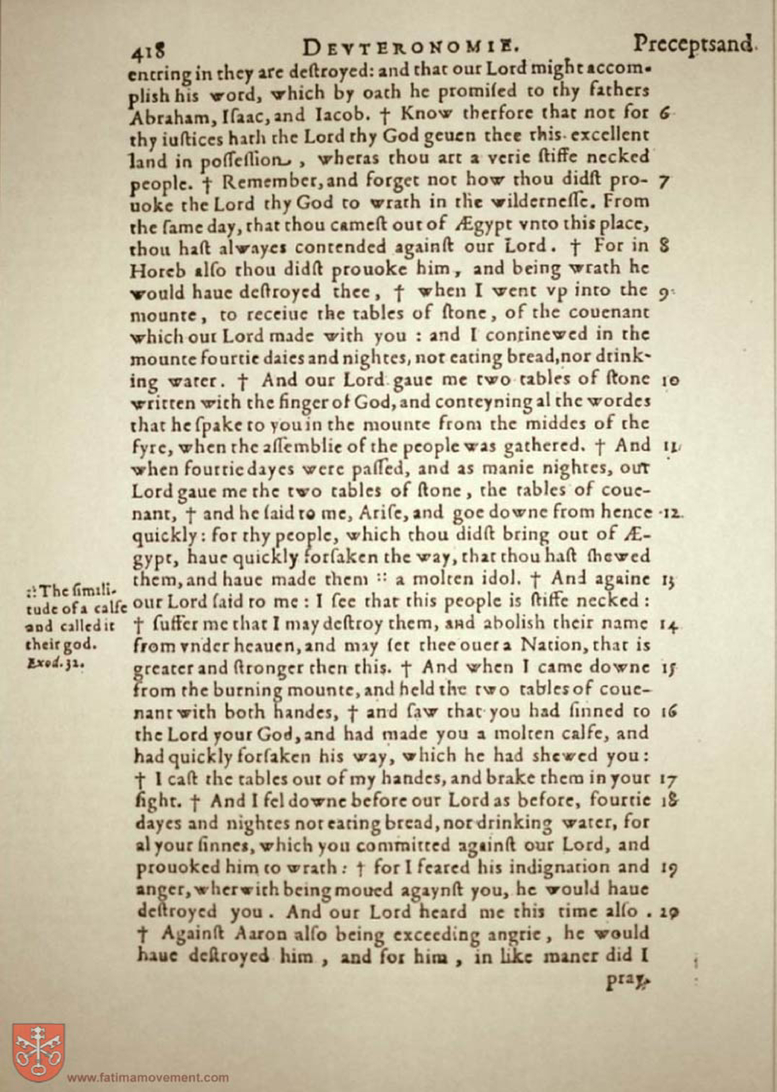 418 DEVTERONOMIE. Preceptsand.
entring in they are deſtroyed: and that our Lord might accom-
pliſh his word, which by oath he promiſed to thy fathers
Abraham, Iſaac, and Iacob. † Know therfore that not for 6
thy iuſtices hath the Lord thy God geuen thee this excellent
land in poſſeſſion, wheras thou art a verie ſtiffe necked
people. † Remember, and forget not how thou didſt pro- 7
uoke the Lord thy God to wrath in the wilderneſſe. From
the ſame day, that thou cameſt out of Ægypt vnto this place,
thou haſt alwayes contended againſt our Lord. † For in 8
Horeb alſo thou didſt prouoke him, and being wrath he
would haue deſtroyed thee, † when I went vp into the 9
mounte, to receiue the tables of ſtone, of the couenant
which our Lord made with you: and I continewed in the
mounte fourtie daies and nightes, not eating bread, nor drink-
ing water. † And our Lord gaue me two tables of ſtone 10
written with the finger of God, and conteyning al the wordes
that he ſpake to you in the mounte from the middes of the
fyre, when the aſſemblie of the people was gathered. † And 11
when fourtie dayes were paſſed, and as manie nightes, our
Lord gaue me the two tables of ſtone, the tables of coue-
nant, † and he ſaid to me, Ariſe, and goe downe from hence 12.
quickly: for thy people, which thou didſt bring out of Æ-
gypt, haue quickly forſaken the way, that thou haſt ſhewed
them, and haue made them :: a molten idol. † And againe 13
our Lord ſaid to me: I ſee that this people is ſtiffe necked:
† ſuffer me that I may deſtroy them, and aboliſh their name 14
from vnder heauen, and may ſet thee ouer a Nation, that is
greater and ſtronger then this. † And when I came downe 15
from the burning mounte, and held the two tables of coue-
nant with both handes, † and ſaw that you had ſinned to 16
the Lord your God, and had made you a molten calfe, and
had quickly forſaken his way, which he had ſhewed you:
† I caſt the tables out of my handes, and brake them in your 17
ſight. † And I fel downe before our Lord as before, fourtie 18
dayes and nightes not eating bread, nor drinking water, for
al your ſinnes, which you committed againſt our Lord, and
prouoked him to wrath: † for I feared his indignation and 19
anger, wherwith being moued agaynſt you, he would haue
deſtroyed you. And our Lord heard me this time alſo. 20
† Againſt Aaron alſo being exceeding angrie, he would
haue deſtroyed him, and for him, in like maner did I
pray.
:: The ſimili-
tude of a calfe
and called it
their god.
Exod. 32.
www.fatimamovement.com